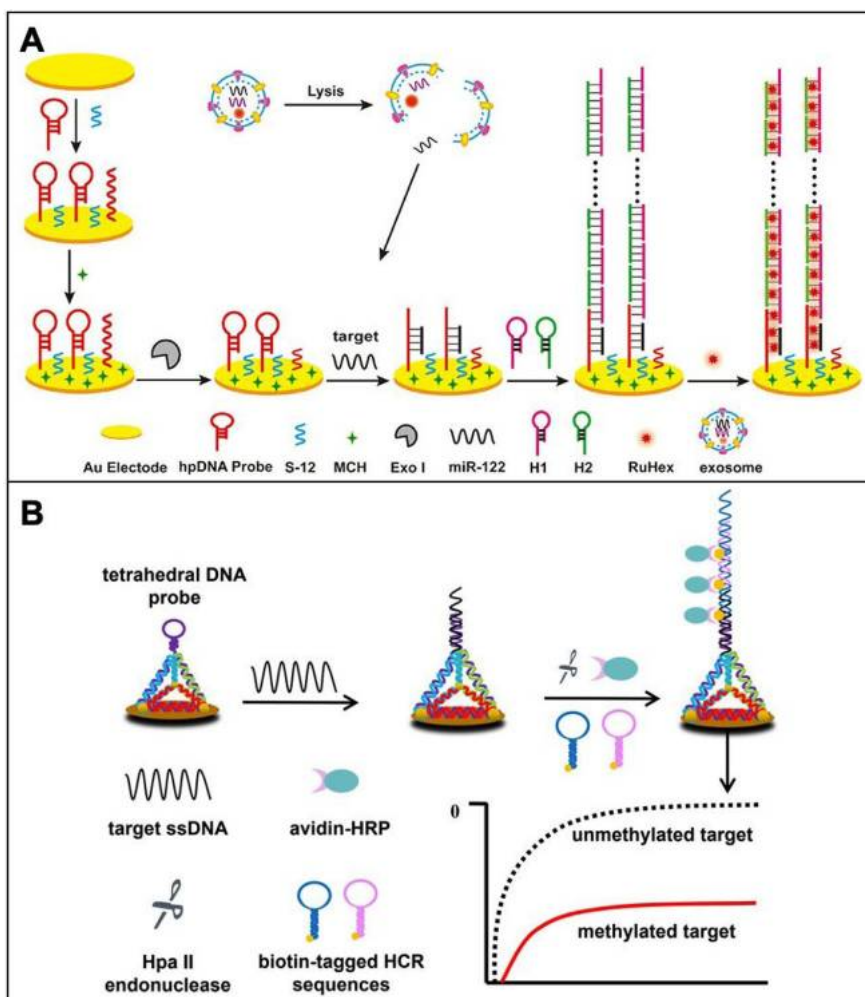 A
Lysis
target
Au Electode
hpDNA Probe
S-12
MCH
Exo I
miR-122
H1
H2
RuHex
exosome
B
tetrahedral DNA
probe
target ssDNA
avidin-HRP
Hpa II
endonuclease
biotin-tagged HCR
sequences
0
unmethylated target
methylated target